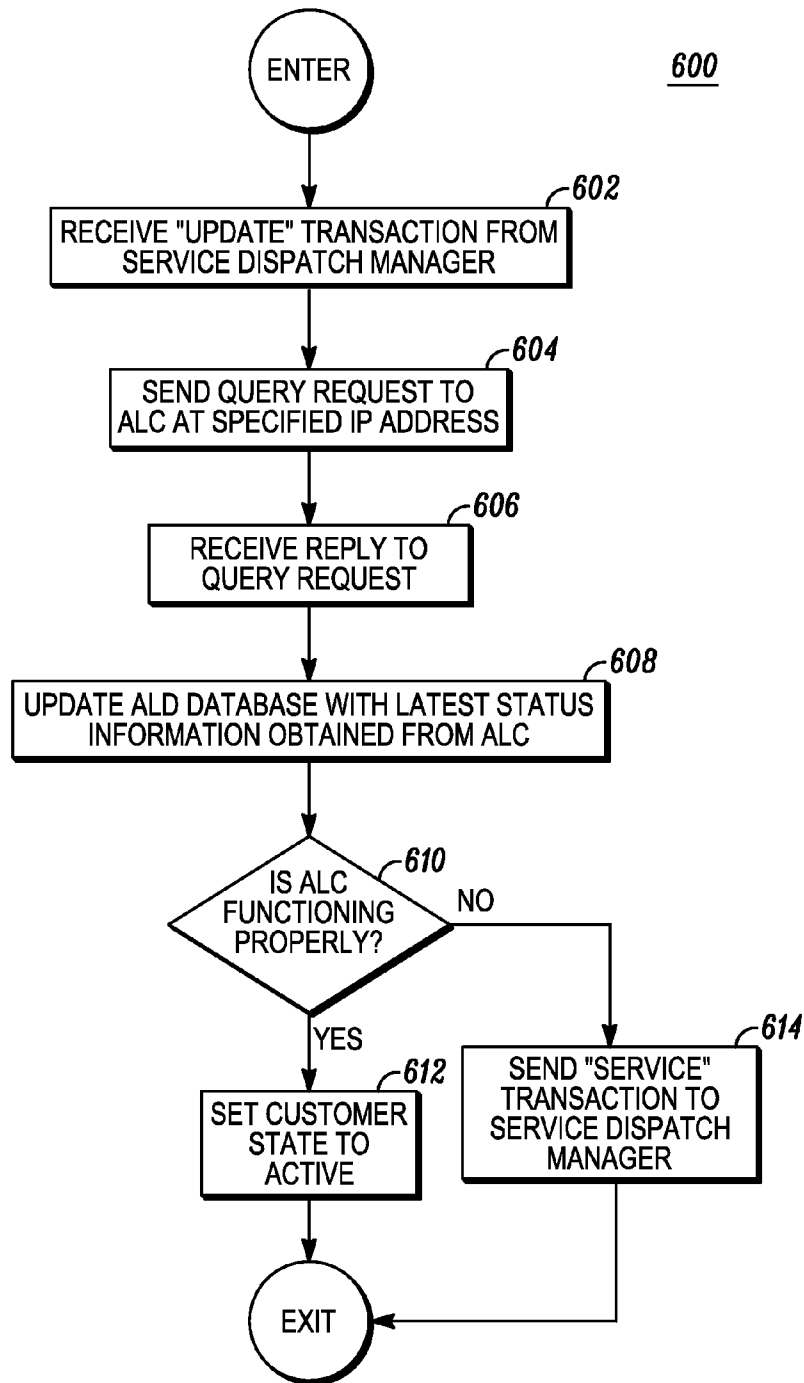 ENTER
600
602
RECEIVE "UPDATE" TRANSACTION FROM
SERVICE DISPATCH MANAGER
604
SEND QUERY REQUEST TO
ALC AT SPECIFIED IP ADDRESS
606
RECEIVE REPLY TO
QUERY REQUEST
608
UPDATE ALD DATABASE WITH LATEST STATUS
INFORMATION OBTAINED FROM ALC
610
IS ALC
FUNCTIONING
PROPERLY?
NO
YES
612
SET CUSTOMER
STATE TO
ACTIVE
614
SEND "SERVICE"
TRANSACTION TO
SERVICE DISPATCH
MANAGER
EXIT